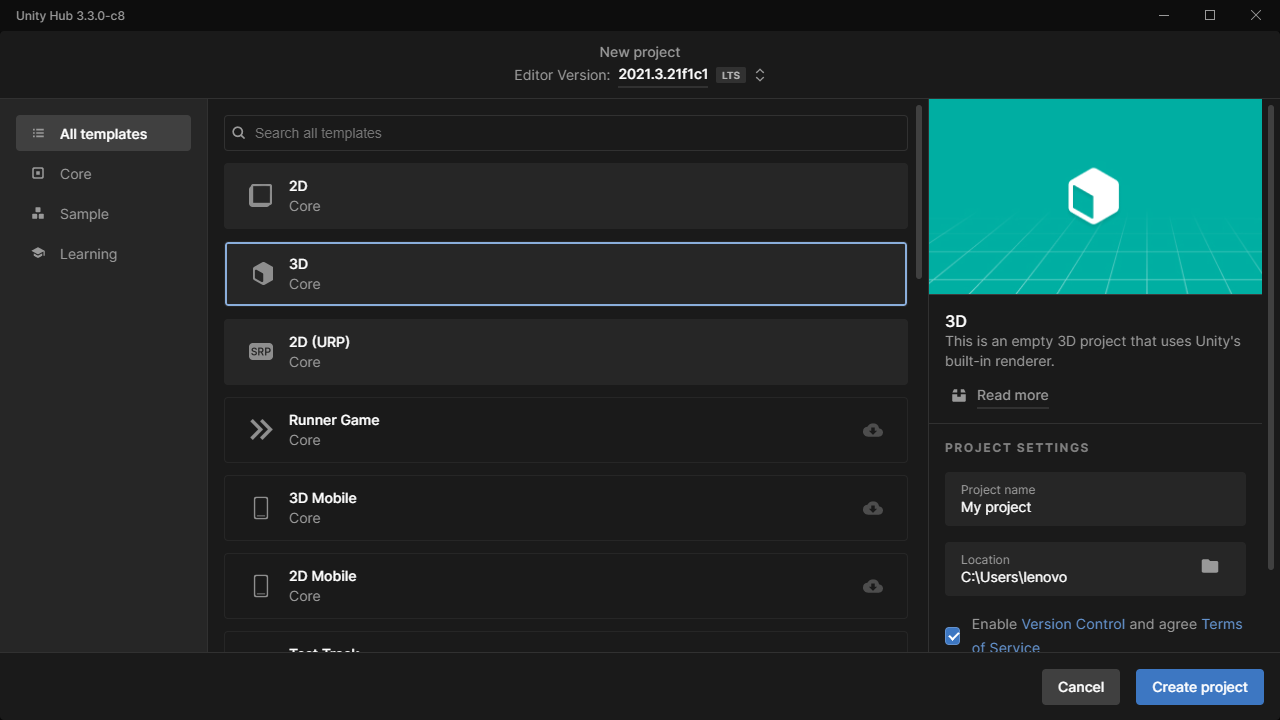 Unity Hub 3.3.0-c8
New project
Editor Version: 2021.3.21f1c1 LTS
All templates
Core
Sample
Learning
Search all templates
2D
Core
3D
Core
SRP
2D (URP)
Core
Runner Game
Core
3D Mobile
Core
2D Mobile
Core
Test Track
3D
This is an empty 3D project that uses Unity's
built-in renderer.
Read more
PROJECT SETTINGS
Project name
My project
Location
C:\Users\lenovo
Enable Version Control and agree Terms
of Service
Cancel
Create project